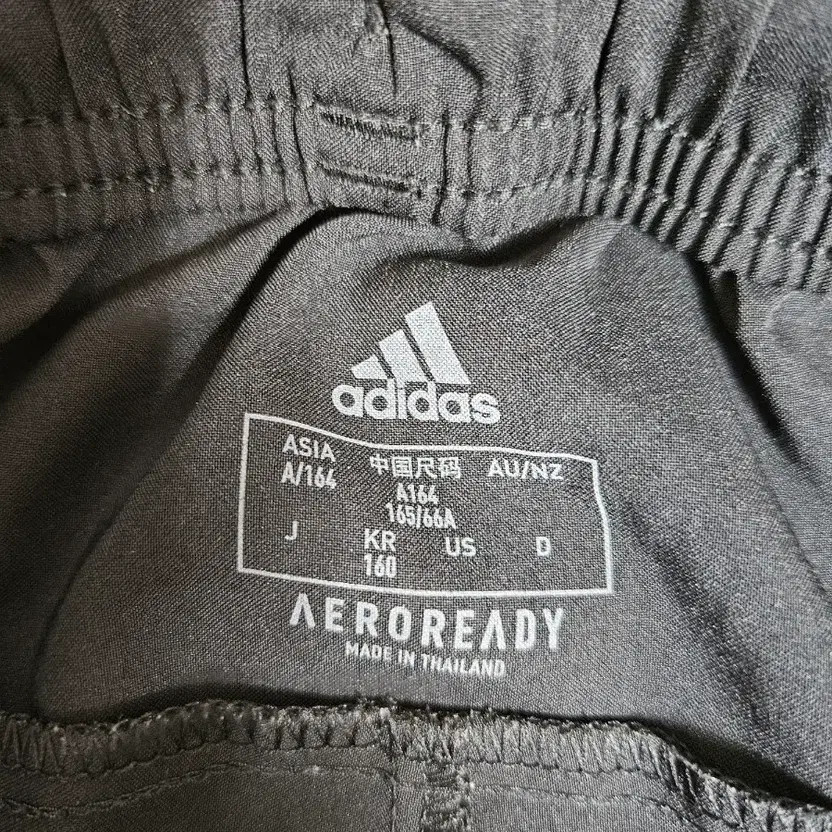 adidas
ASIA 中国尺码 AU/NZ
A/164 A164
165/66A
J KR US D
160
AEROREADY
MADE IN THAILAND